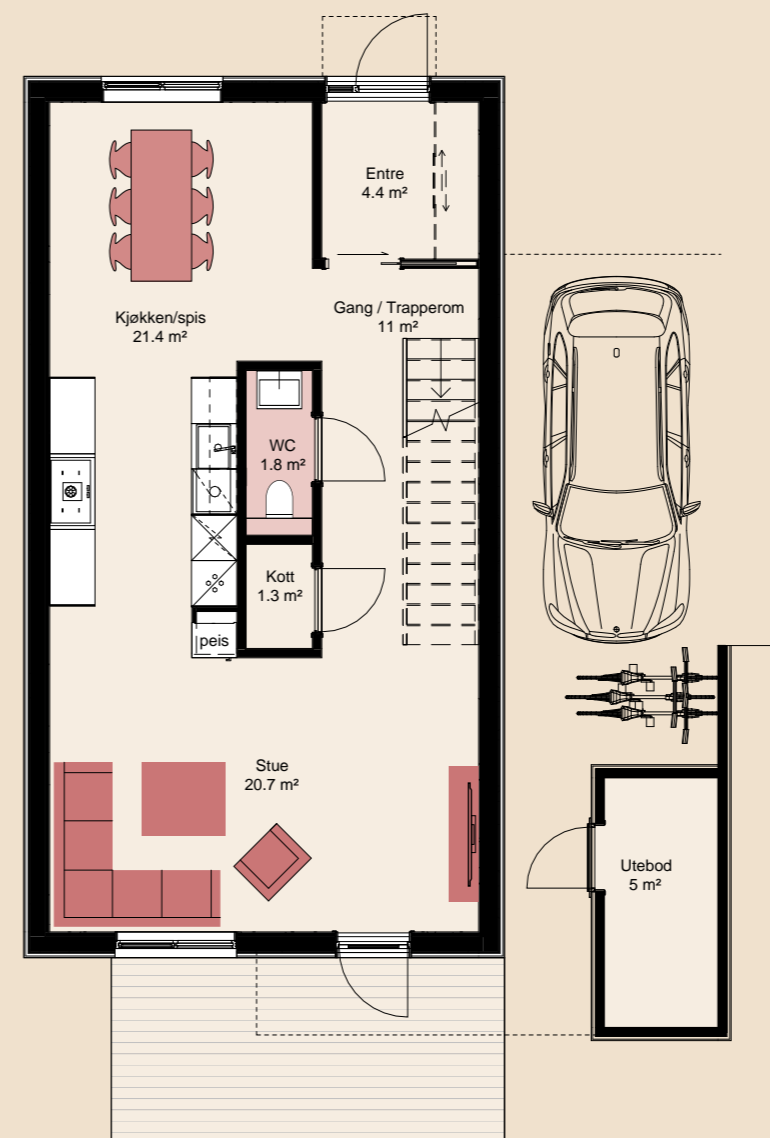 Entre
4.4 m²
Kjøkken/spis
21.4 m²
Gang / Trapperom
11 m²
WC
1.8 m²
Kott
1.3 m²
peis
Stue
20.7 m²
Utebod
5 m²